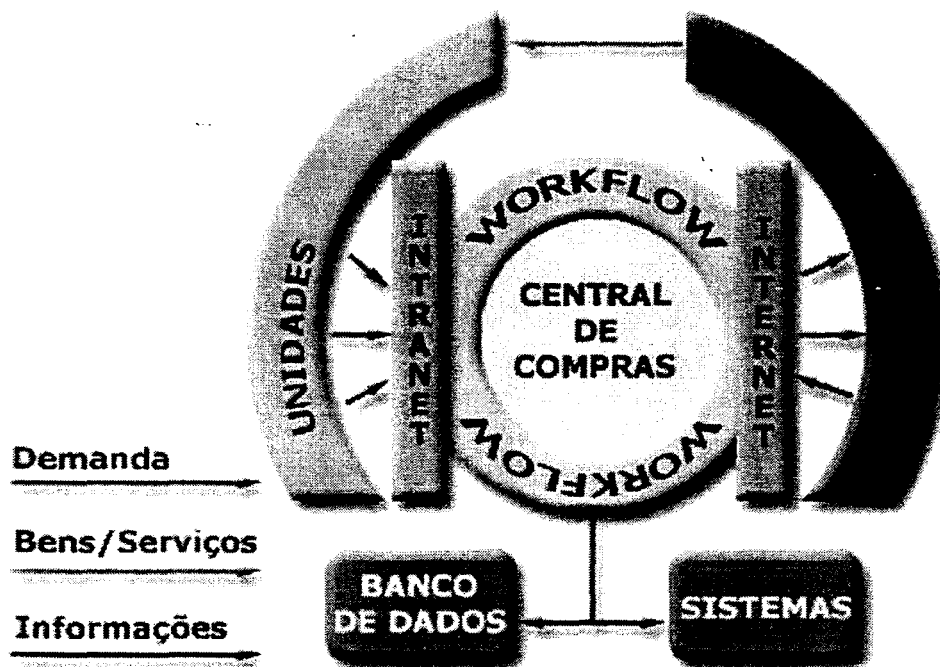 WORKFLOW
UNIDADES
INTRANET
INTERNET
CENTRAL
DE
COMPRAS
WORKFLOW
Demanda
Bens/Serviços
Informações
BANCO
DE DADOS
SISTEMAS